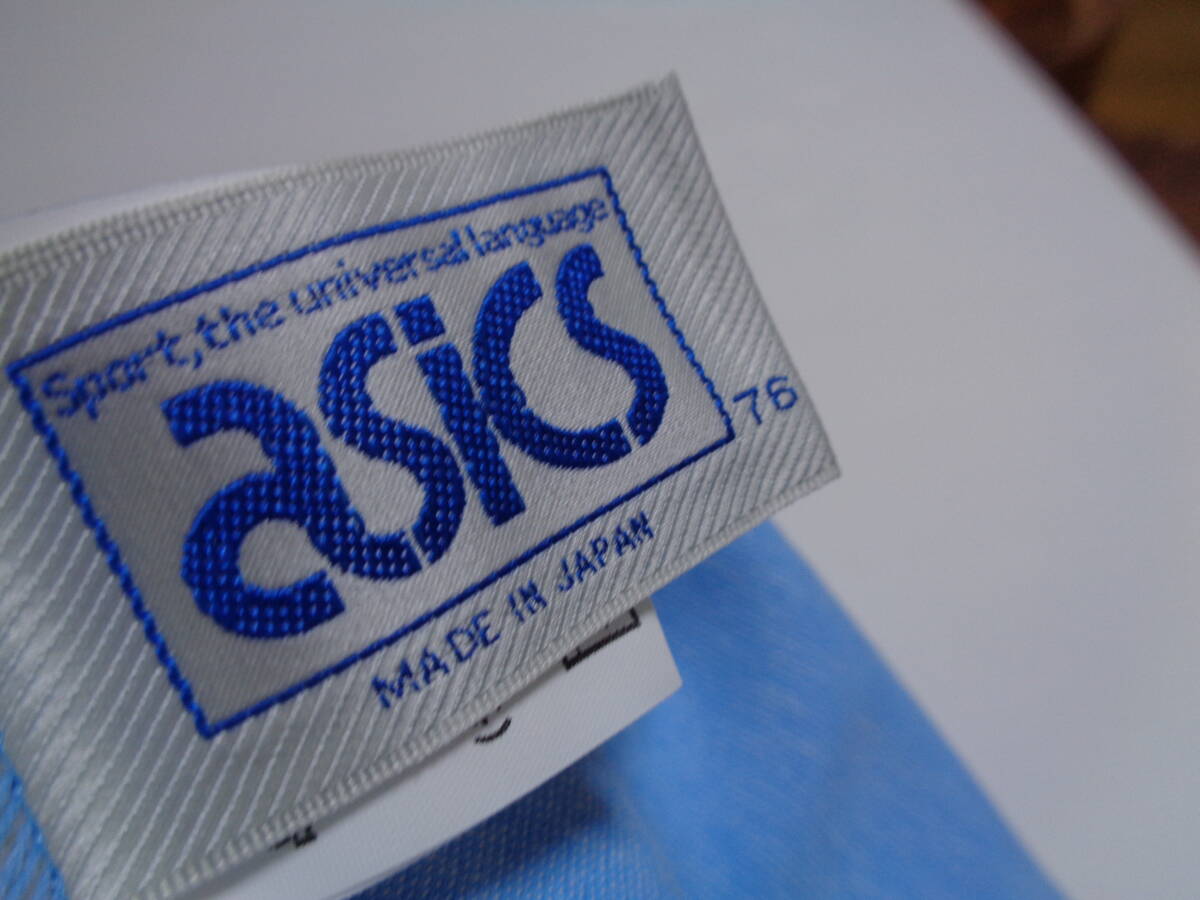 Sport, the universal language
asics
76
MADE IN JAPAN